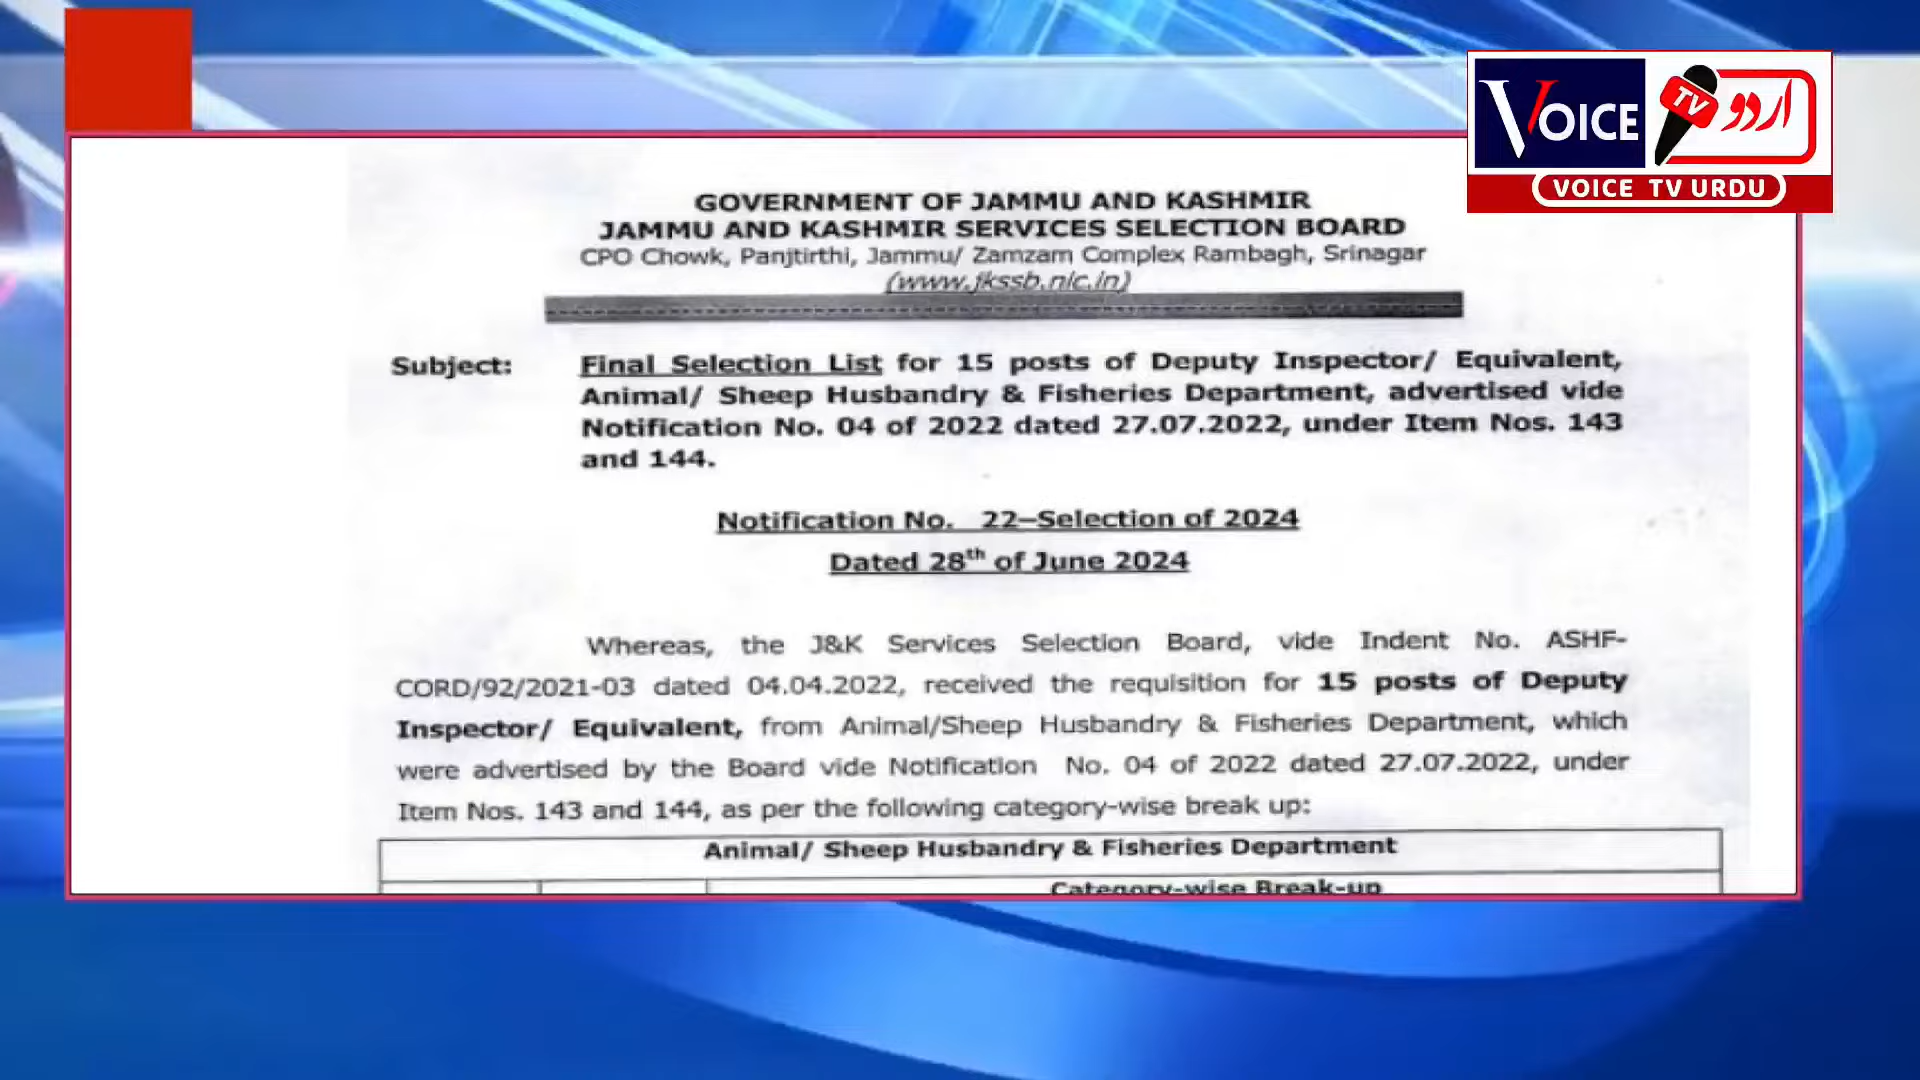 VOICE TV اردو
VOICE TV URDU
GOVERNMENT OF JAMMU AND KASHMIR
JAMMU AND KASHMIR SERVICES SELECTION BOARD
CPO Chowk, Panjtirthi, Jammu/ Zamzam Complex Rambagh, Srinagar
(www.jkssb.nic.in)
Subject: Final Selection List for 15 posts of Deputy Inspector/ Equivalent,
Animal/ Sheep Husbandry & Fisheries Department, advertised vide
Notification No. 04 of 2022 dated 27.07.2022, under Item Nos. 143
and 144.
Notification No. 22–Selection of 2024
Dated 28th of June 2024
Whereas, the J&K Services Selection Board, vide Indent No. ASHF-
CORD/92/2021-03 dated 04.04.2022, received the requisition for 15 posts of Deputy
Inspector/ Equivalent, from Animal/Sheep Husbandry & Fisheries Department, which
were advertised by the Board vide Notification No. 04 of 2022 dated 27.07.2022, under
Item Nos. 143 and 144, as per the following category-wise break up:
Animal/ Sheep Husbandry & Fisheries Department
Category-wise Break-up